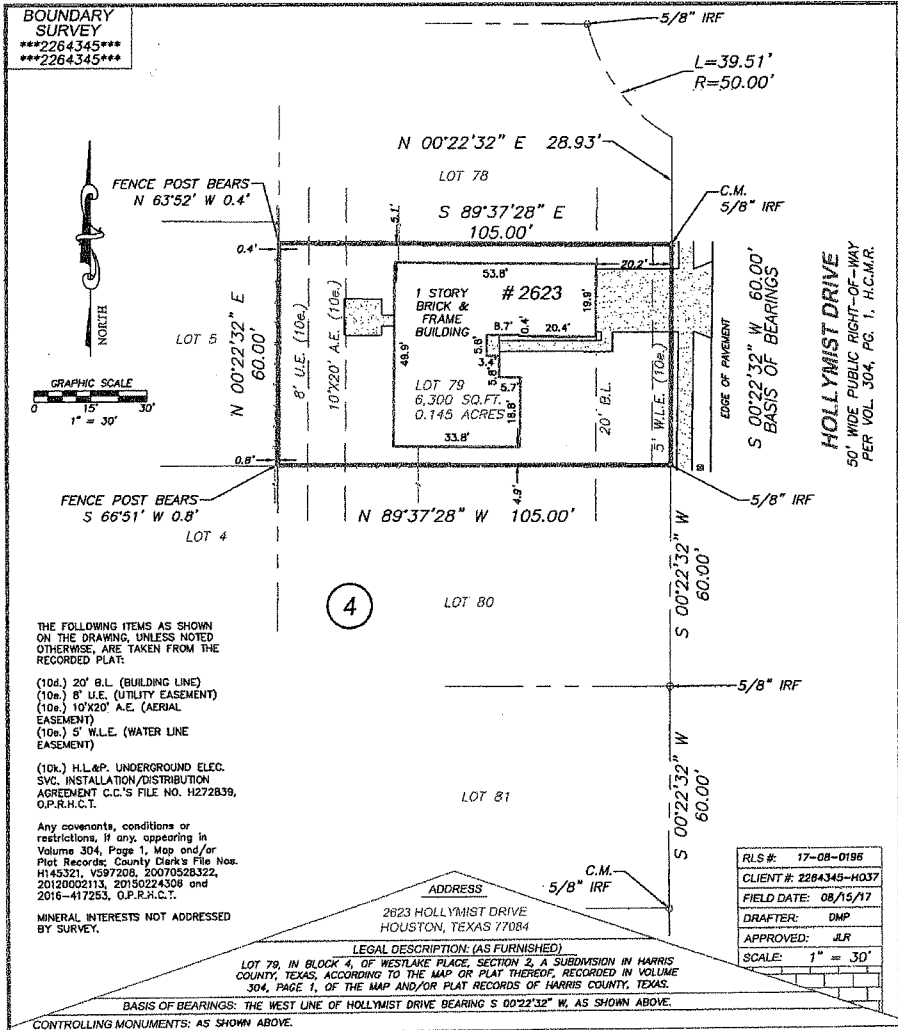 BOUNDARY
SURVEY
***2264345***
***2264345***
5/8" IRF
L=39.51'
R=50.00'
N 00°22'32" E 28.93'
LOT 78
FENCE POST BEARS
N 63°52' W 0.4'
C.M.
5/8" IRF
S 89°37'28" E
105.00'
5.1'
0.4'
20.2'
53.8'
1 STORY
BRICK &
FRAME
BUILDING
# 2623
19.9'
8.7'
0.4'
20.4'
5.6'
3.4'
5.8'
5.7'
49.9'
18.8'
33.8'
LOT 79
6,300 SQ.FT.
0.145 ACRES
NORTH
LOT 5
N 00°22'32" E
60.00'
8' U.E. (10e.)
10'X20' A.E. (10e.)
20' B.L.
5' W.L.E. (10e.)
EDGE OF PAVEMENT
S 00°22'32" W 60.00'
BASIS OF BEARINGS
HOLLYMIST DRIVE
50' WIDE PUBLIC RIGHT-OF-WAY
PER VOL. 304, PG. 1, H.C.M.R.
GRAPHIC SCALE
0 15' 30'
1" = 30'
0.8'
4.9'
FENCE POST BEARS
S 66°51' W 0.8'
N 89°37'28" W 105.00'
5/8" IRF
LOT 4
4
LOT 80
S 00°22'32" W
60.00'
5/8" IRF
THE FOLLOWING ITEMS AS SHOWN
ON THE DRAWING, UNLESS NOTED
OTHERWISE, ARE TAKEN FROM THE
RECORDED PLAT:
(10d.) 20' B.L. (BUILDING LINE)
(10e.) 8' U.E. (UTILITY EASEMENT)
(10e.) 10'X20' A.E. (AERIAL
EASEMENT)
(10e.) 5' W.L.E. (WATER LINE
EASEMENT)
(10k.) H.L.&P. UNDERGROUND ELEC.
SVC. INSTALLATION/DISTRIBUTION
AGREEMENT C.C.'S FILE NO. H272839,
O.P.R.H.C.T.
Any covenants, conditions or
restrictions, if any, appearing in
Volume 304, Page 1, Map and/or
Plat Records; County Clerk's File Nos.
H145321, V597208, 20070528322,
20120002113, 20150224306 and
2016-417253, O.P.R.H.C.T.
MINERAL INTERESTS NOT ADDRESSED
BY SURVEY.
LOT 81
S 00°22'32" W
60.00'
C.M.
5/8" IRF
RLS #: 17-08-0196
CLIENT #: 2264345-H037
FIELD DATE: 08/15/17
DRAFTER: DMP
APPROVED: JLR
SCALE: 1" = 30'
ADDRESS
2623 HOLLYMIST DRIVE
HOUSTON, TEXAS 77084
LEGAL DESCRIPTION: (AS FURNISHED)
LOT 79, IN BLOCK 4, OF WESTLAKE PLACE, SECTION 2, A SUBDIVISION IN HARRIS
COUNTY, TEXAS, ACCORDING TO THE MAP OR PLAT THEREOF, RECORDED IN VOLUME
304, PAGE 1, OF THE MAP AND/OR PLAT RECORDS OF HARRIS COUNTY, TEXAS.
BASIS OF BEARINGS: THE WEST LINE OF HOLLYMIST DRIVE BEARING S 00°22'32" W, AS SHOWN ABOVE.
CONTROLLING MONUMENTS: AS SHOWN ABOVE.